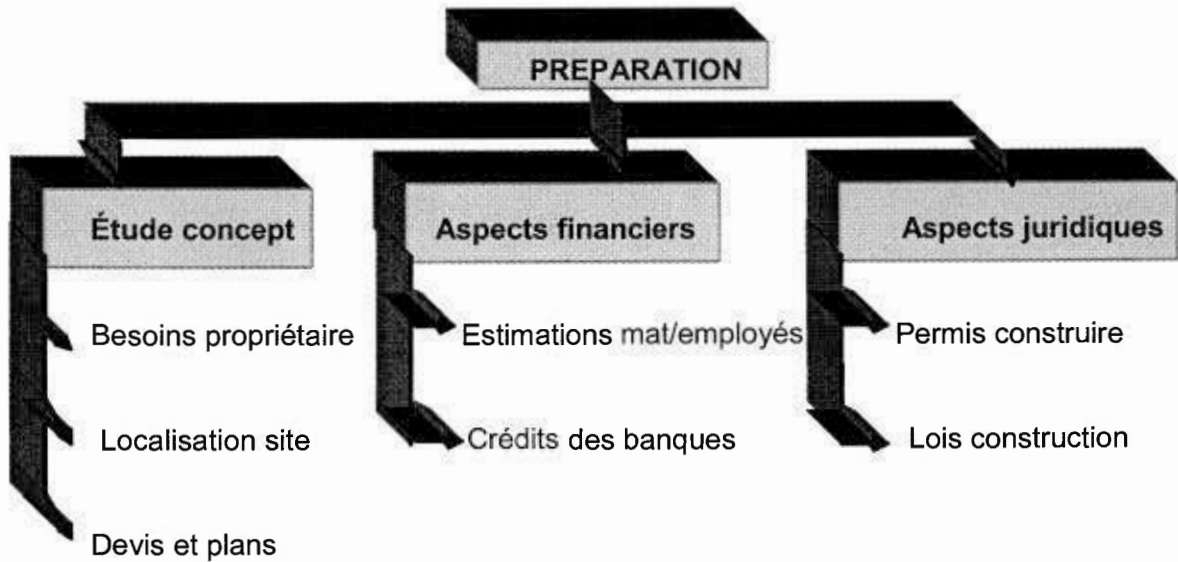 PREPARATION
Étude concept
Besoins propriétaire
Localisation site
Devis et plans
Aspects financiers
Estimations mat/employés
Crédits des banques
Aspects juridiques
Permis construire
Lois construction